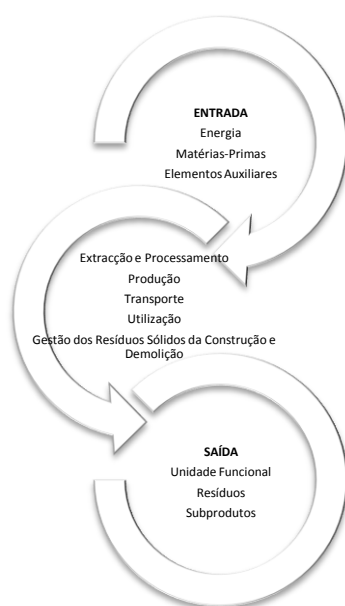 ENTRADA
Energia
Matérias-Primas
Elementos Auxiliares
Extracção e Processamento
Produção
Transporte
Utilização
Gestão dos Resíduos Sólidos da Construção e
Demolição
SAÍDA
Unidade Funcional
Resíduos
Subprodutos